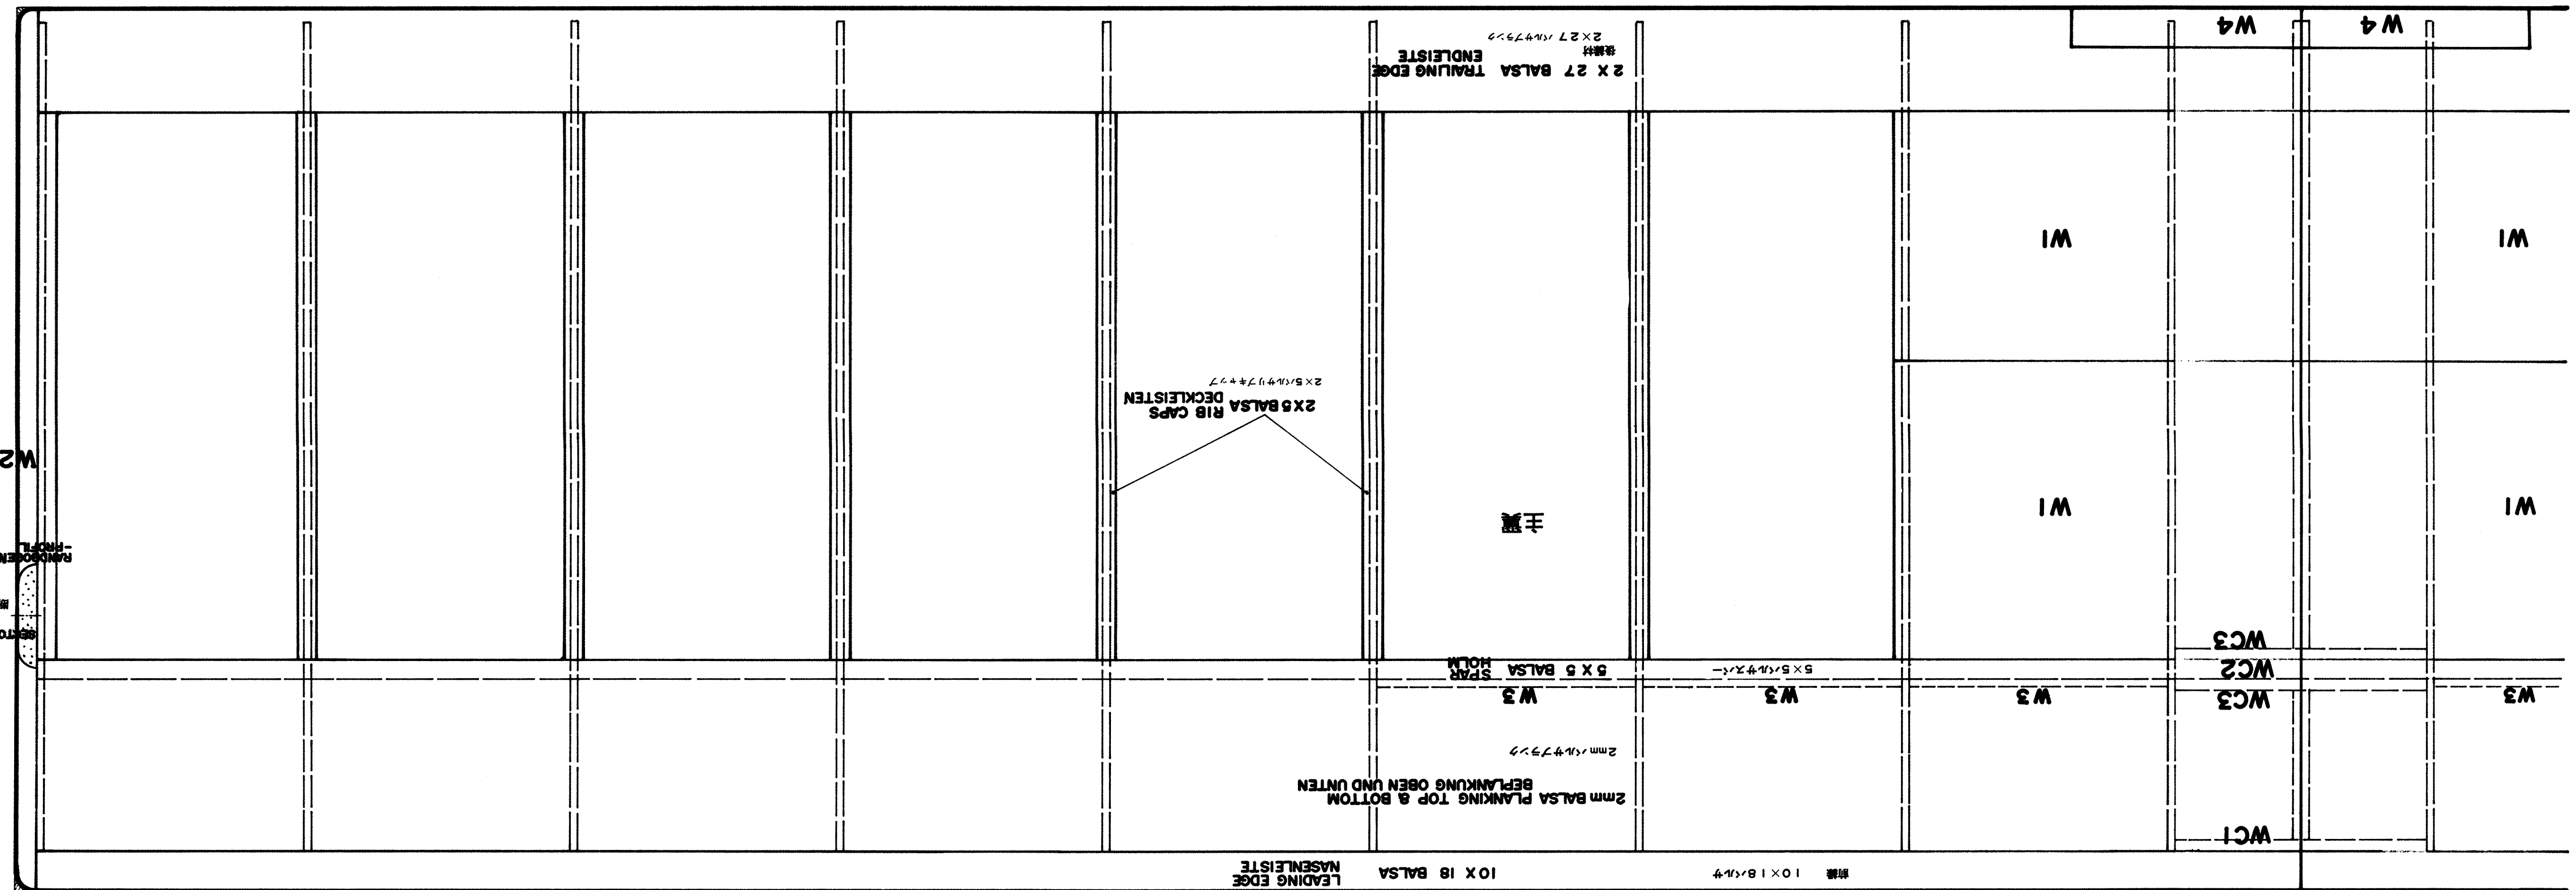 前縁 10×18バルサ
10 X 18 BALSA LEADING EDGE
NASENLEISTE
WC1
2mm BALSA PLANKING TOP & BOTTOM
BEPLANKUNG OBEN UND UNTEN
2mmバルサプランク
W3
WC3
W3
W3
W3
WC2
5×5バルサスパー
5 X 5 BALSA SPAR
HOLM
WC3
RANDBOGEN
-PROFIL
W1
W1
主翼
W2
2X5 BALSA RIB CAPS
DECKLEISTEN
2×5バルサリブキャップ
W1
W1
2 X 27 BALSA TRAILING EDGE
ENDLEISTE
後縁材
2×27バルサプランク
W4
W4